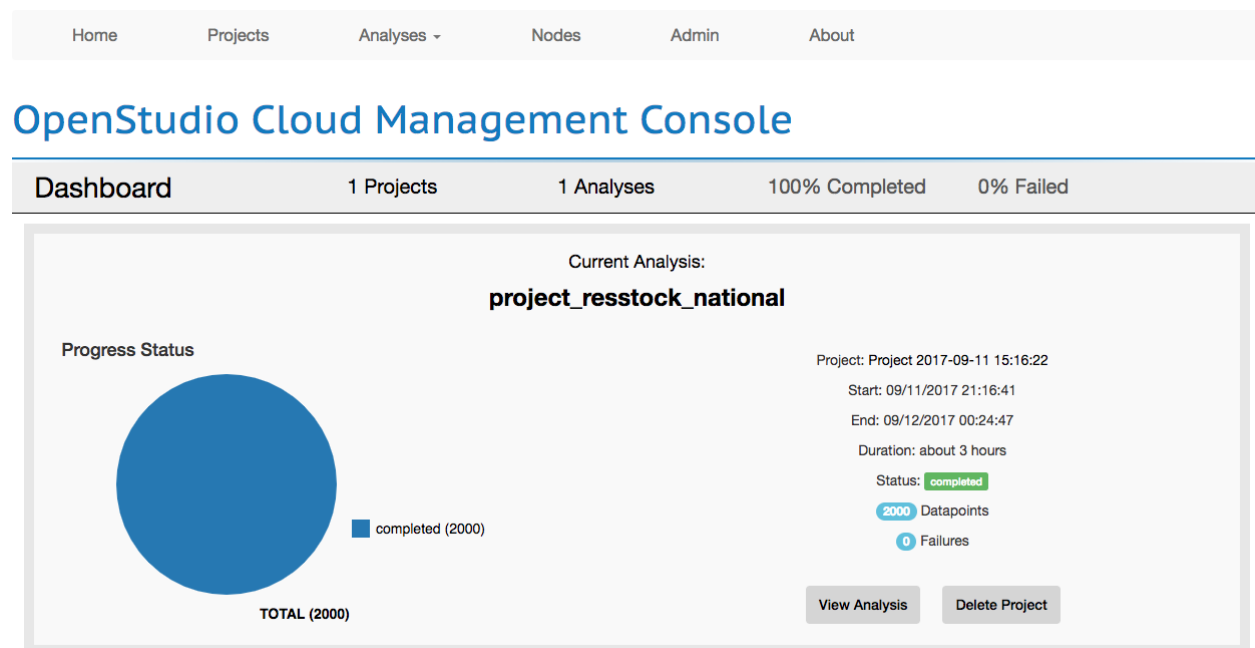 Home Projects Analyses Nodes Admin About
OpenStudio Cloud Management Console
Dashboard 1 Projects 1 Analyses 100% Completed 0% Failed
Current Analysis:
project_resstock_national
Progress Status
completed (2000)
TOTAL (2000)
Project: Project 2017-09-11 15:16:22
Start: 09/11/2017 21:16:41
End: 09/12/2017 00:24:47
Duration: about 3 hours
Status: completed
2000 Datapoints
0 Failures
View Analysis Delete Project